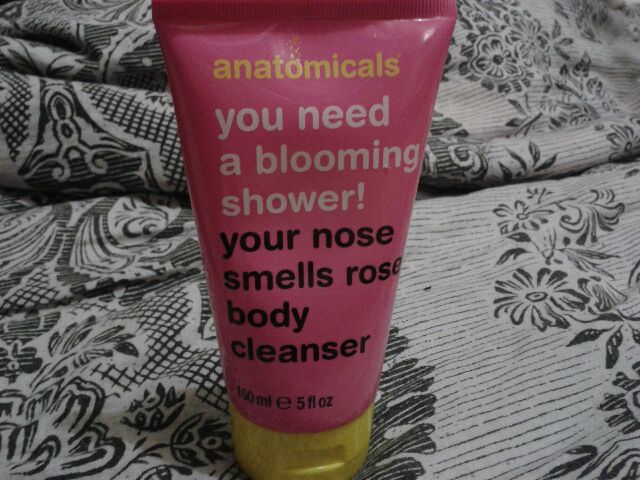 anatomicals
you need
a blooming
shower!
your nose
smells rose
body
cleanser
150 ml e 5 fl oz